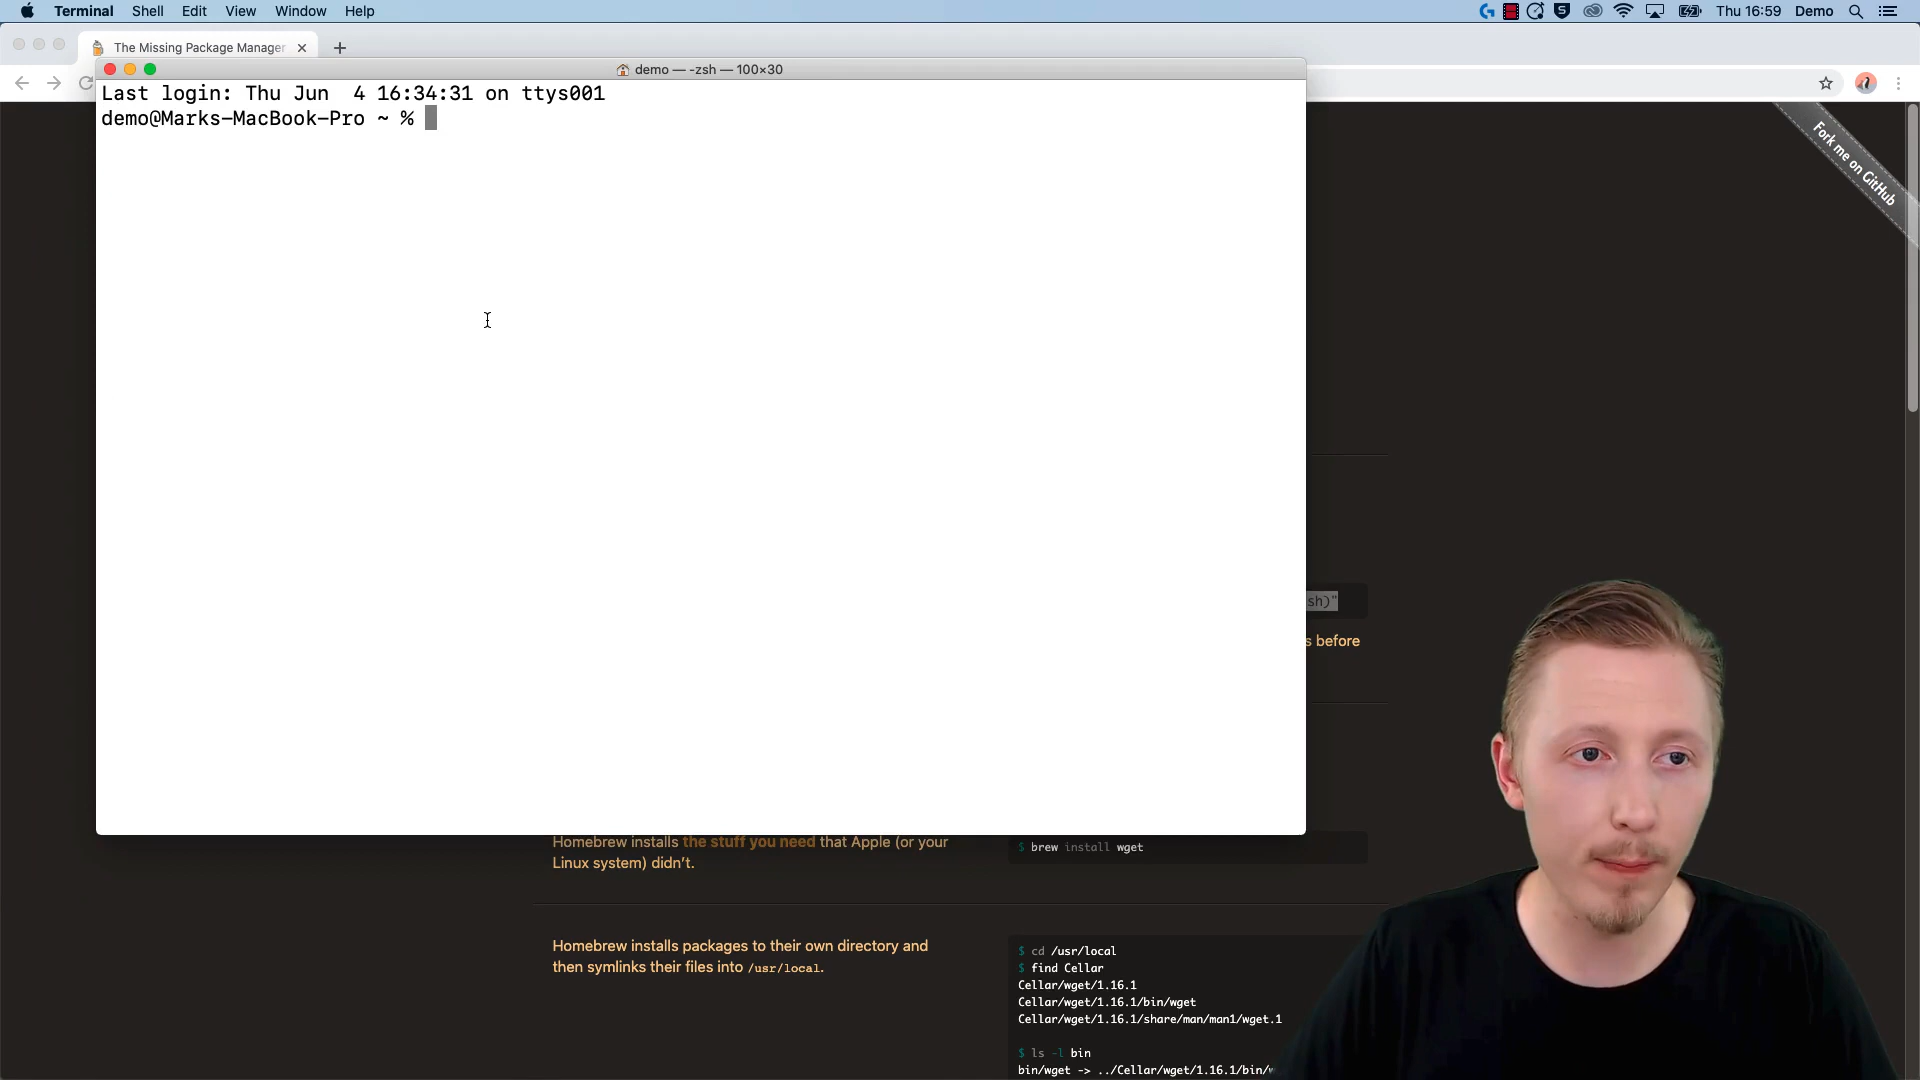 Terminal Shell Edit View Window Help
Thu 16:59 Demo
The Missing Package Manager
demo — -zsh — 100×30
Last login: Thu Jun  4 16:34:31 on ttys001
demo@Marks-MacBook-Pro ~ %
Fork me on GitHub
sh)"
s before
Homebrew installs the stuff you need that Apple (or your
Linux system) didn't.
$ brew install wget
Homebrew installs packages to their own directory and
then symlinks their files into /usr/local.
$ cd /usr/local
$ find Cellar
Cellar/wget/1.16.1
Cellar/wget/1.16.1/bin/wget
Cellar/wget/1.16.1/share/man/man1/wget.1
$ ls -l bin
bin/wget -> ../Cellar/wget/1.16.1/bin/